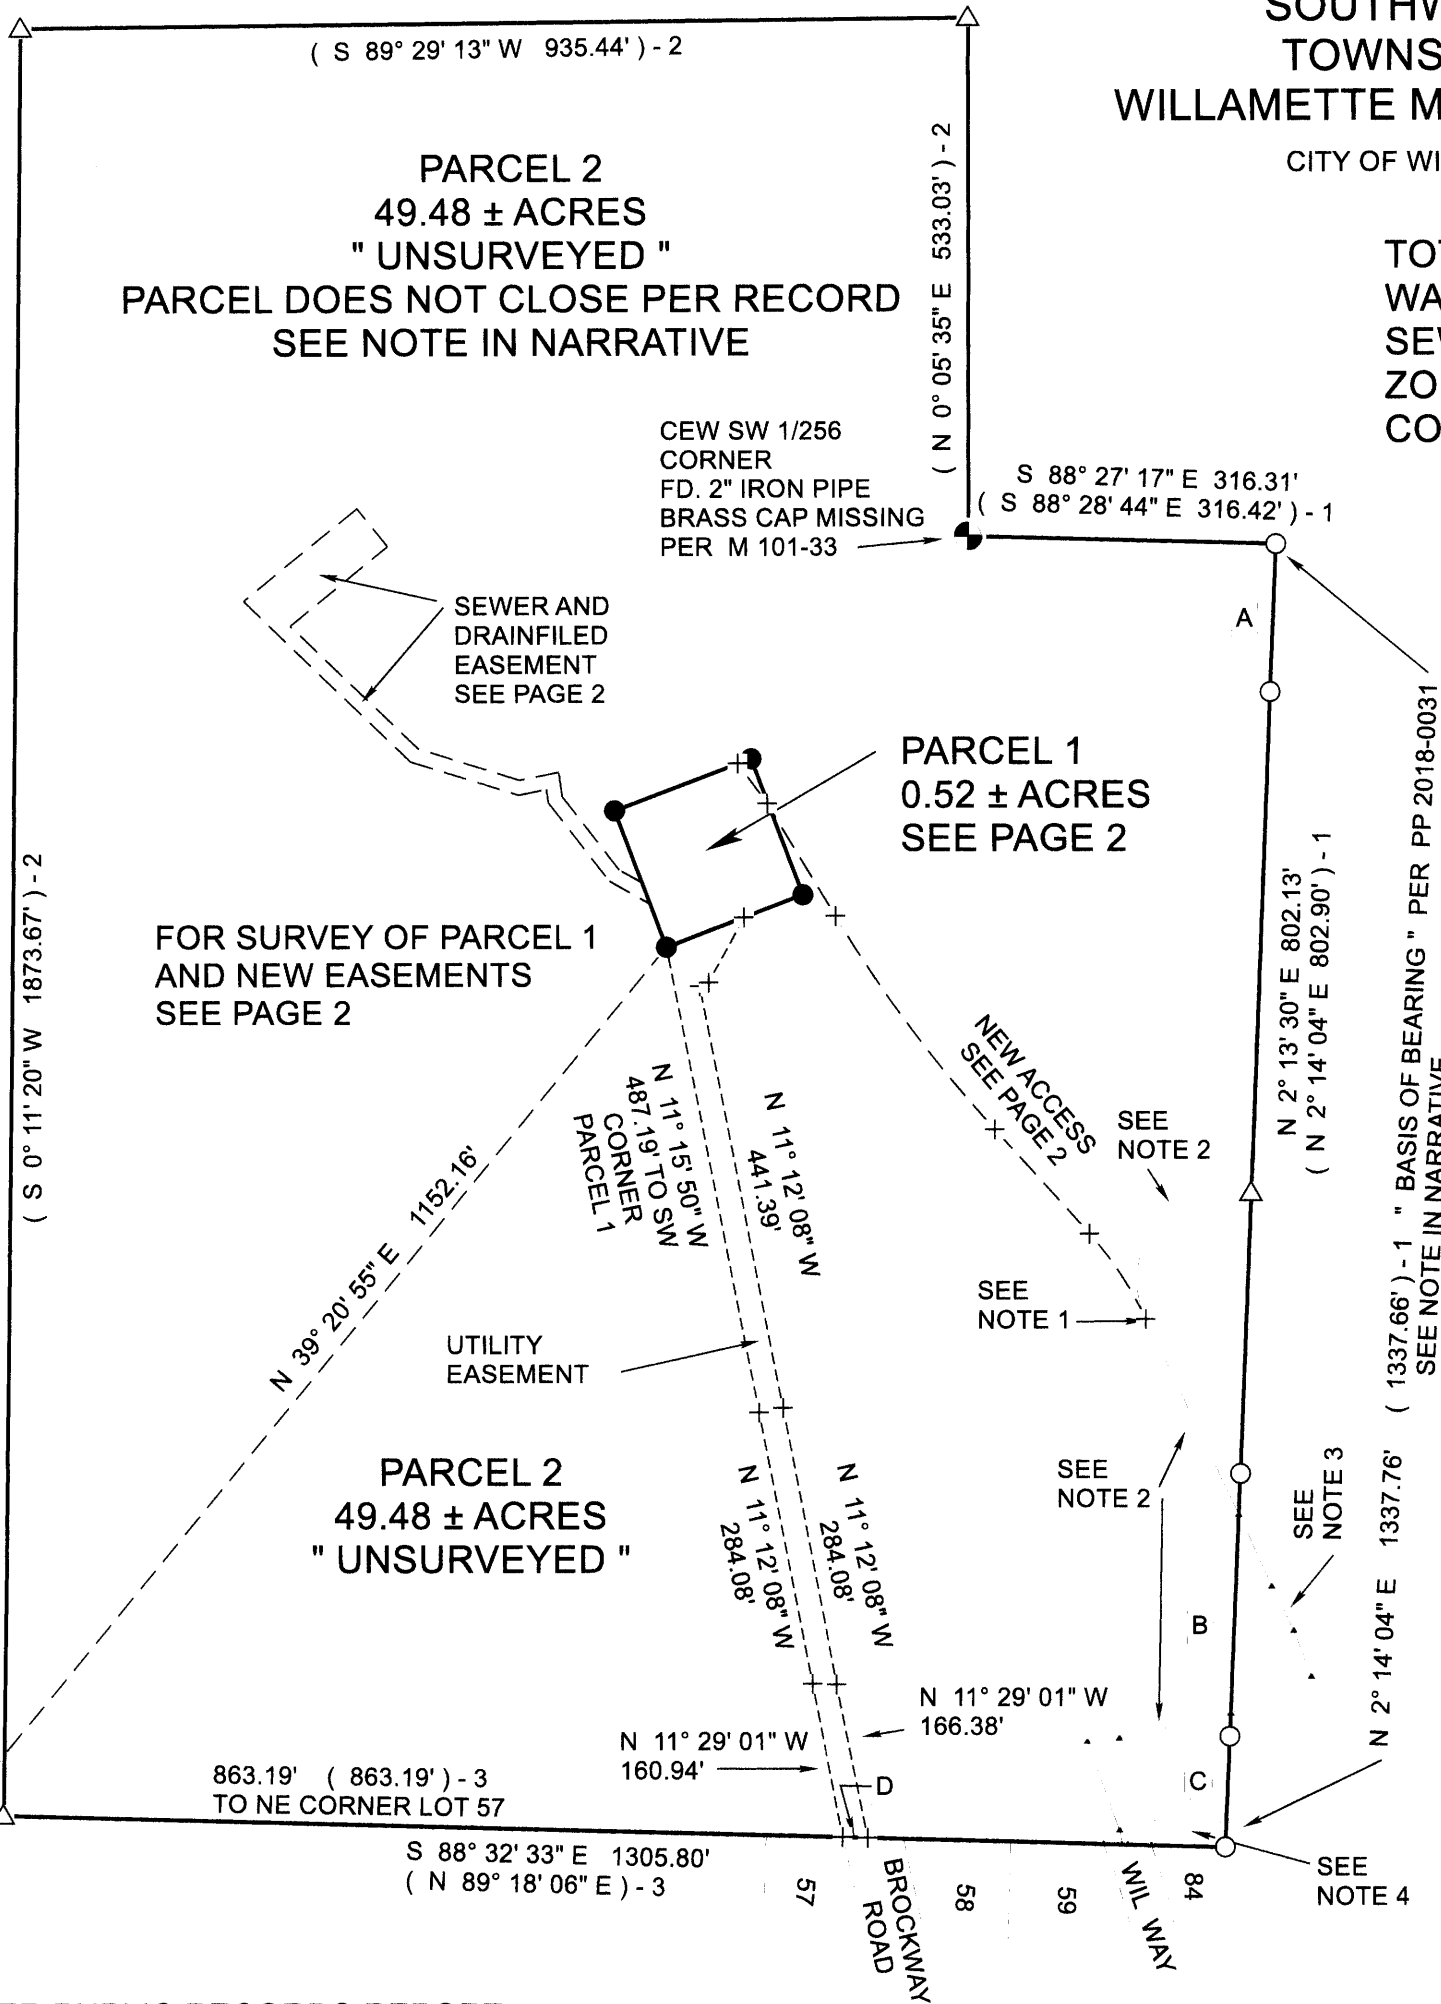 SOUTHW
TOWNS
WILLAMETTE M
CITY OF WI
( S 89° 29' 13" W 935.44' ) - 2
PARCEL 2
49.48 ± ACRES
" UNSURVEYED "
PARCEL DOES NOT CLOSE PER RECORD
SEE NOTE IN NARRATIVE
( N 0° 05' 35" E 533.03' ) - 2
TOT
WA
SEW
ZO
CO
CEW SW 1/256
CORNER
FD. 2" IRON PIPE
BRASS CAP MISSING
PER M 101-33
S 88° 27' 17" E 316.31'
( S 88° 28' 44" E 316.42' ) - 1
A
SEWER AND
DRAINFILED
EASEMENT
SEE PAGE 2
PARCEL 1
0.52 ± ACRES
SEE PAGE 2
( S 0° 11' 20" W 1873.67' ) - 2
FOR SURVEY OF PARCEL 1
AND NEW EASEMENTS
SEE PAGE 2
N 2° 13' 30" E 802.13'
( N 2° 14' 04" E 802.90' ) - 1
N 2° 14' 04" E 1337.76' ( 1337.66' ) - 1 " BASIS OF BEARING " PER PP 2018-0031
SEE NOTE IN NARRATIVE
NEW ACCESS
SEE PAGE 2
SEE
NOTE 2
N 11° 15' 50" W
487.19' TO SW
CORNER
PARCEL 1
N 11° 12' 08" W
441.39'
N 39° 20' 55" E 1152.16'
SEE
NOTE 1
UTILITY
EASEMENT
PARCEL 2
49.48 ± ACRES
" UNSURVEYED "
SEE
NOTE 2
SEE
NOTE 3
N 11° 12' 08" W
284.08'
N 11° 12' 08" W
284.08'
B
N 11° 29' 01" W
166.38'
N 11° 29' 01" W
160.94'
D
C
863.19' ( 863.19' ) - 3
TO NE CORNER LOT 57
S 88° 32' 33" E 1305.80'
( N 89° 18' 06" E ) - 3
57
BROCKWAY
ROAD
58
59
WIL WAY
84
SEE
NOTE 4